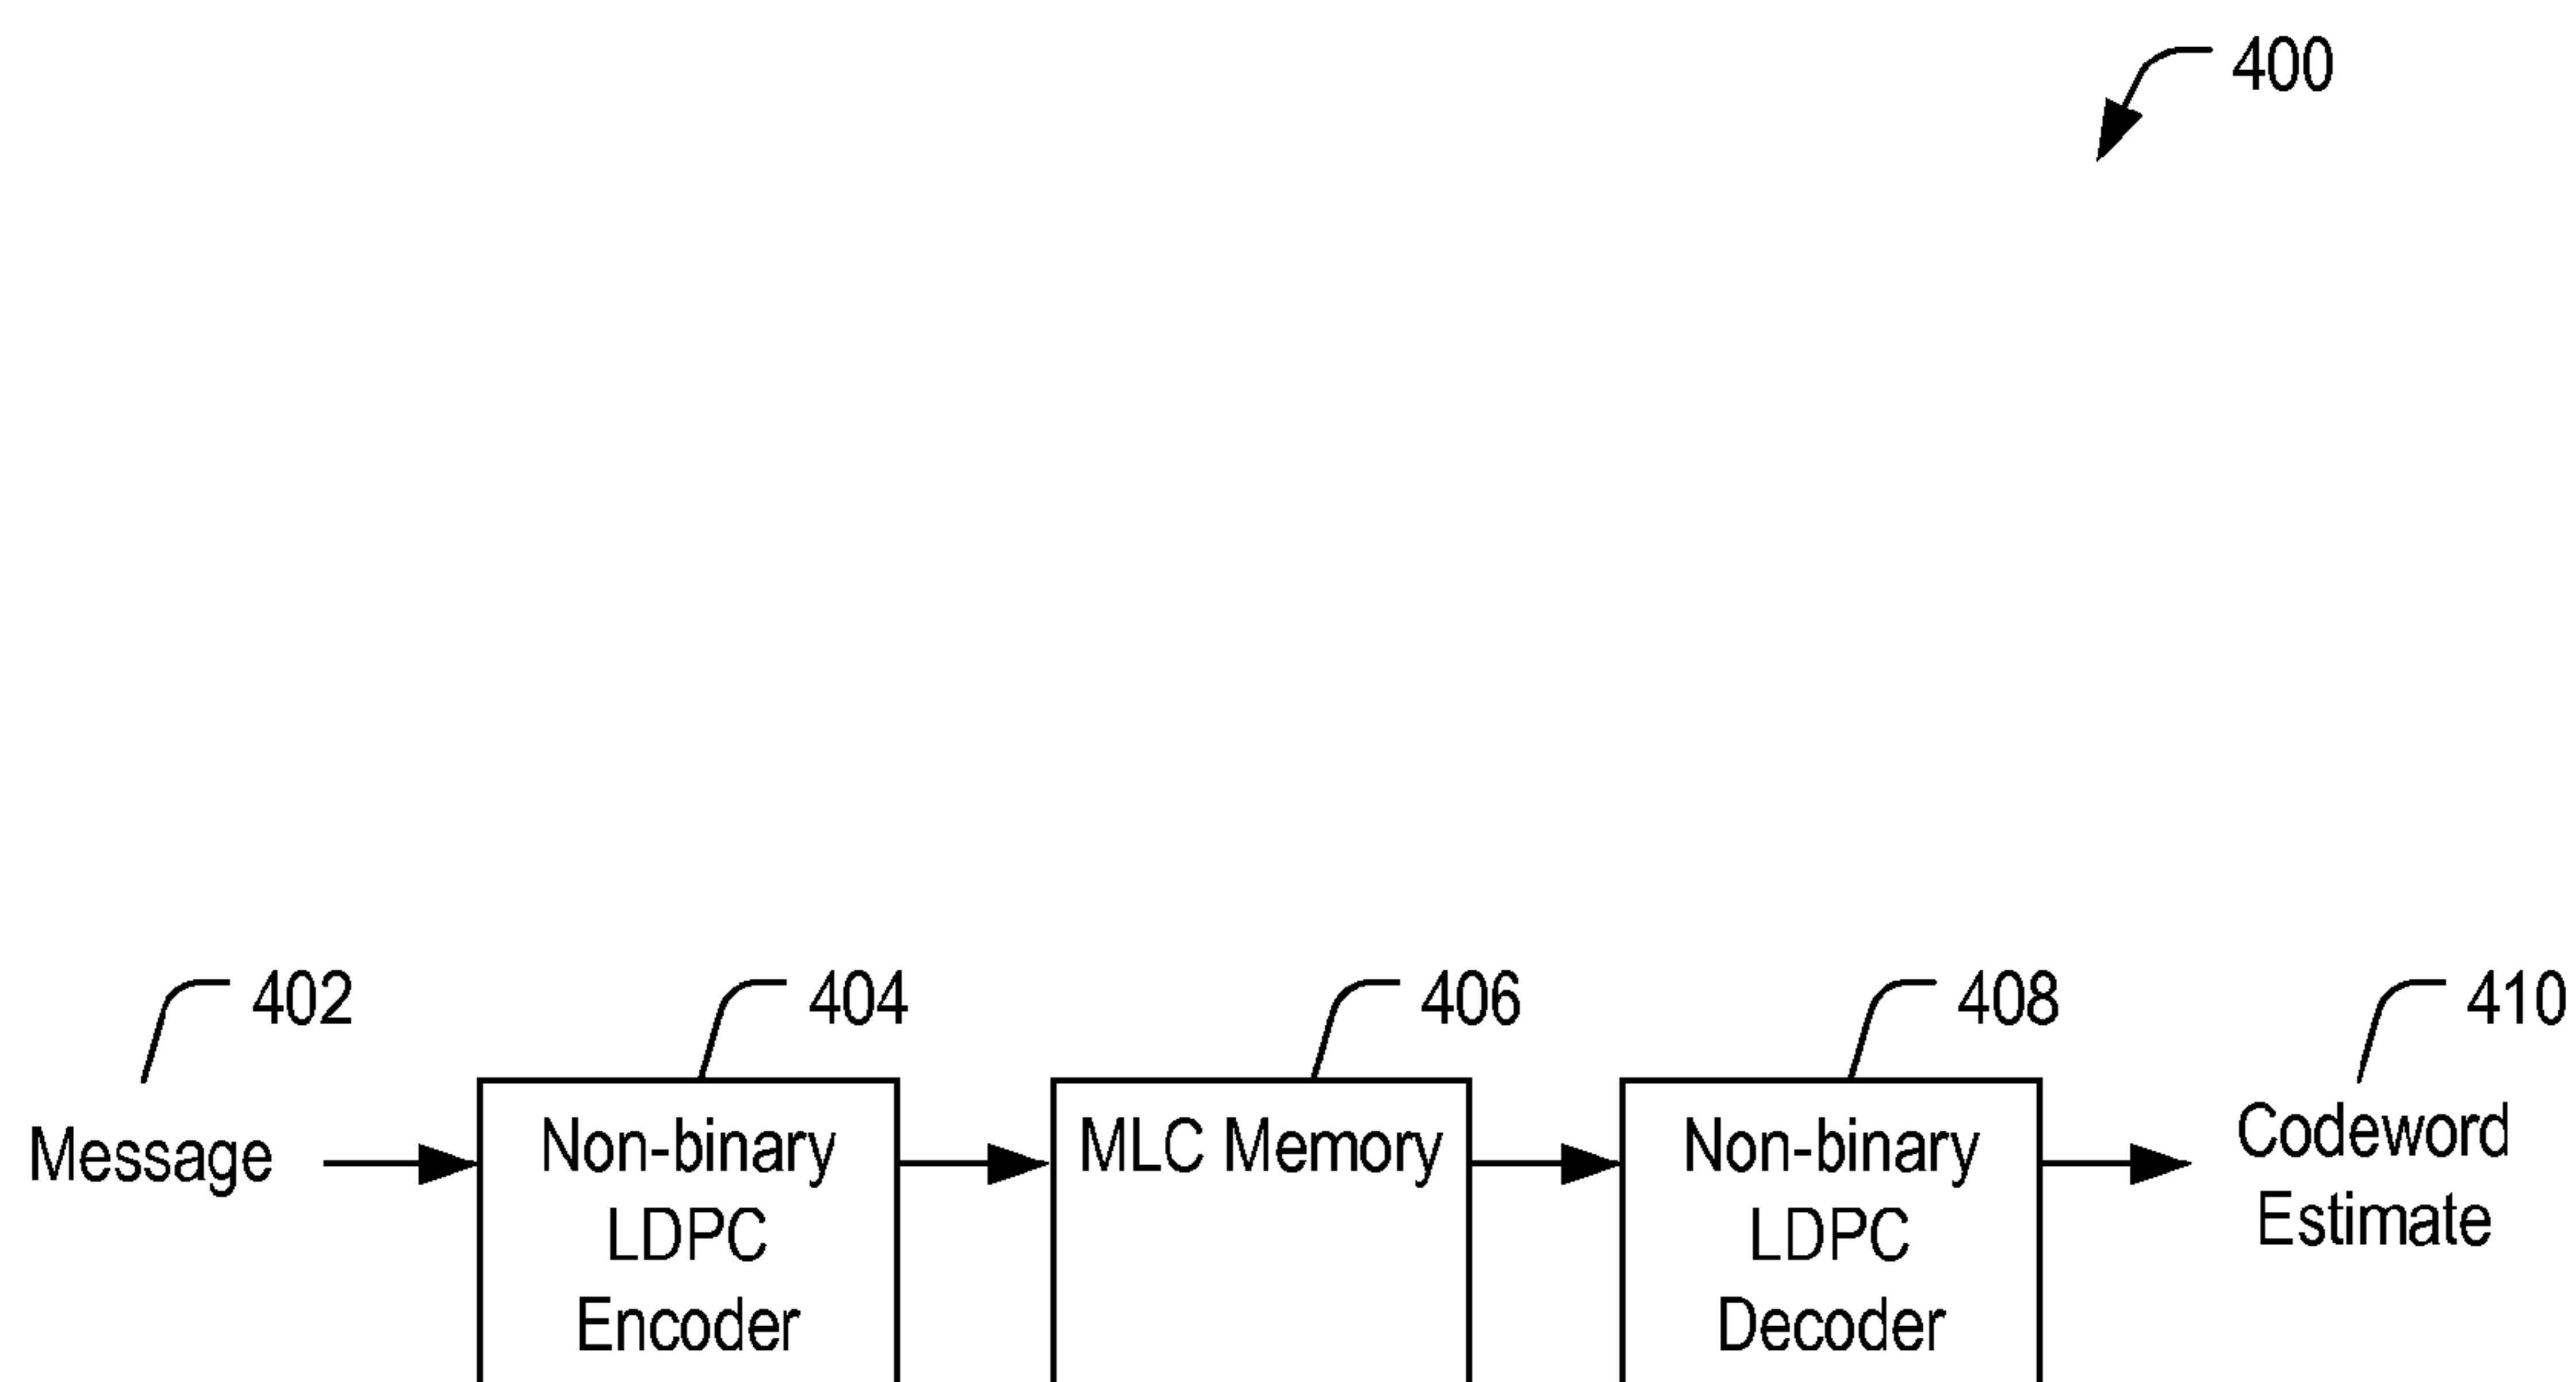 400
402
404
406
408
410
Message
Non-binary
LDPC
Encoder
MLC Memory
Non-binary
LDPC
Decoder
Codeword
Estimate